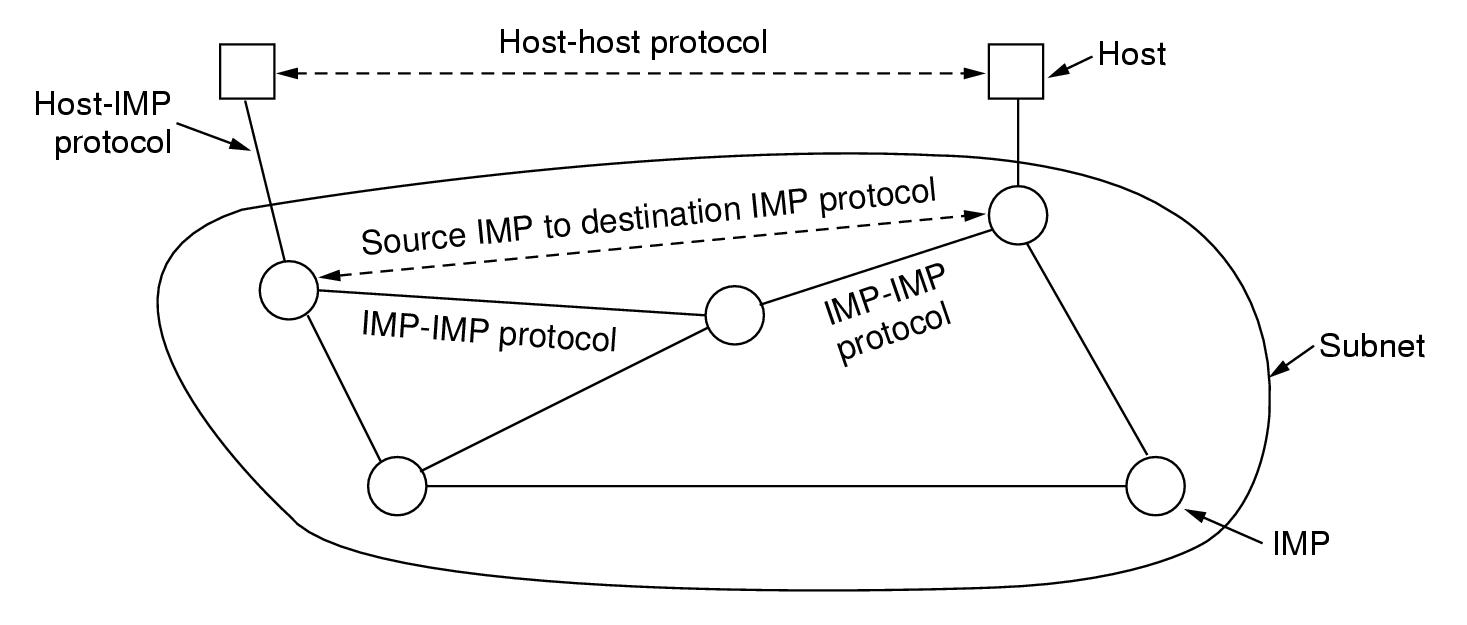 Host-host protocol
Host
Host-IMP
protocol
Source IMP to destination IMP protocol
IMP-IMP protocol
IMP-IMP
protocol
Subnet
IMP